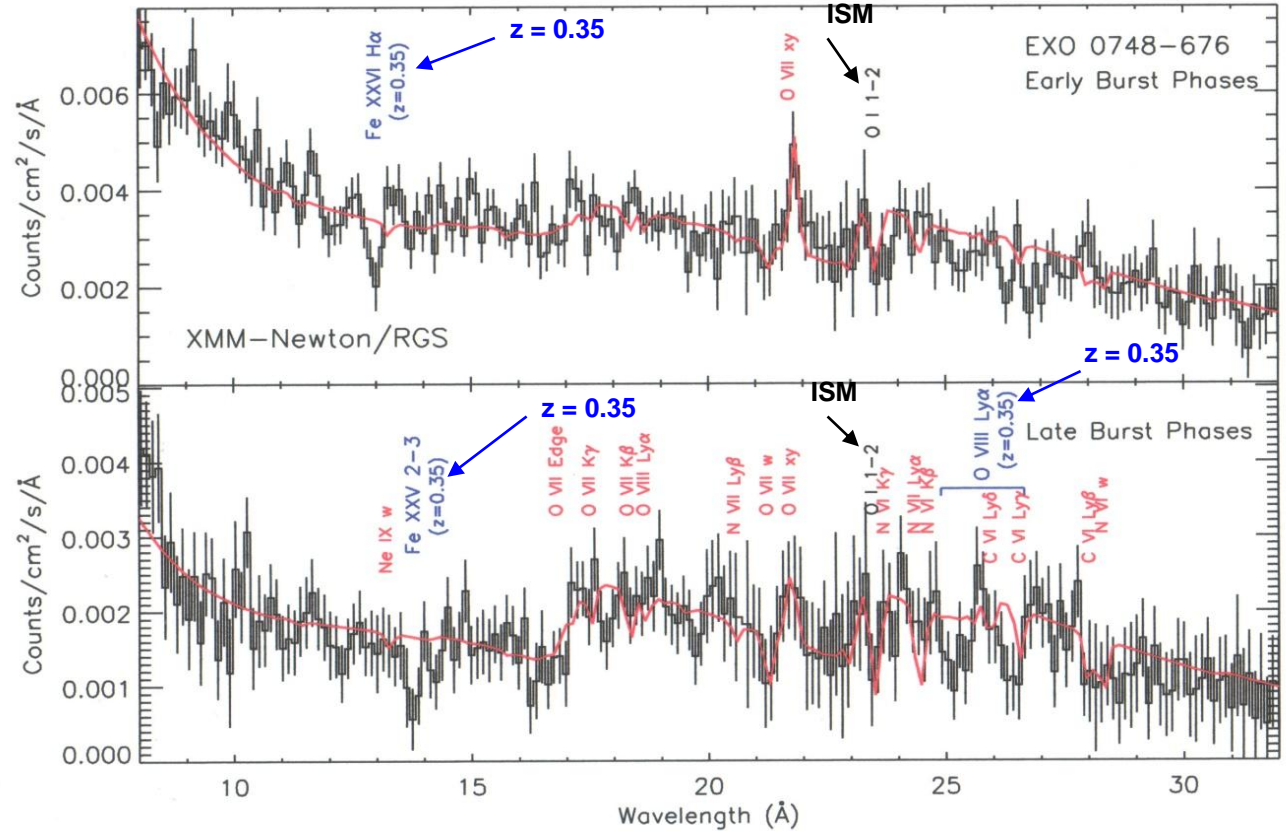 ISM
z = 0.35
EXO 0748-676
Early Burst Phases
Fe XXVI Hα
(z=0.35)
O VII xy
O I 1-2
0.006
0.004
0.002
0.000
Counts/cm²/s/Å
XMM-Newton/RGS
z = 0.35
ISM
z = 0.35
Late Burst Phases
Ne IX w
Fe XXV 2-3
(z=0.35)
O VII Edge
O VII Kγ
O VII Kβ
O VIII Lyα
N VII Lyβ
O VII w
O VII xy
O I 1-2
N VI Kγ
N VII Lyα
N VI Kβ
O VIII Lyα
(z=0.35)
C VI Lyδ
C VI Lyγ
C VI Lyβ
N VI w
0.005
0.004
0.003
0.002
0.001
0.000
Counts/cm²/s/Å
10 15 20 25 30
Wavelength (Å)